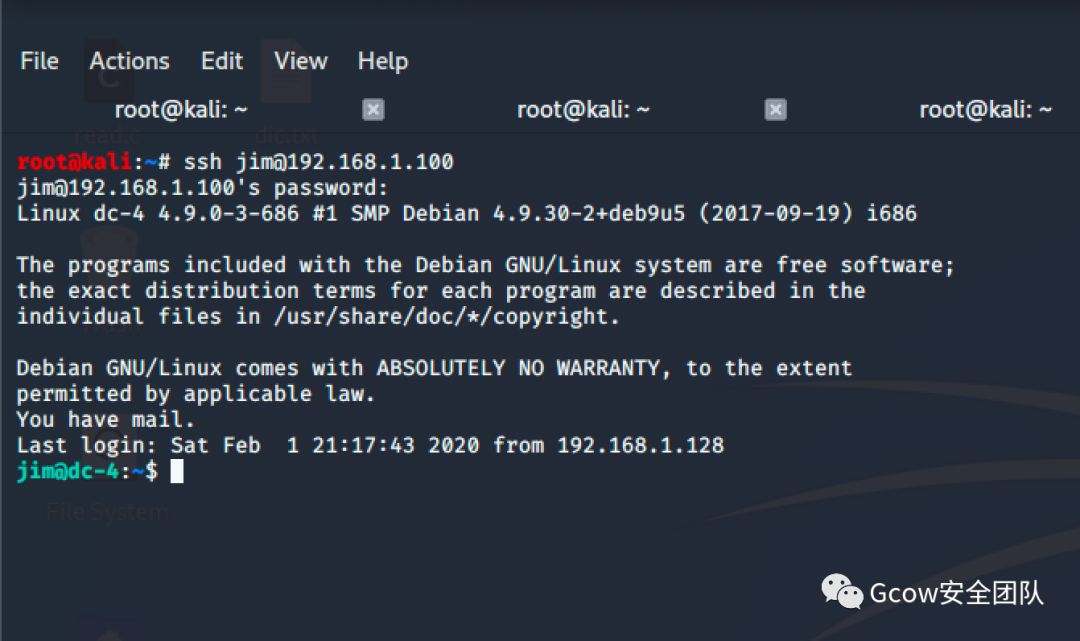 File Actions Edit View Help
root@kali: ~ root@kali: ~ root@kali: ~
read.c dic.txt
root@kali:~# ssh jim@192.168.1.100
jim@192.168.1.100's password:
Linux dc-4 4.9.0-3-686 #1 SMP Debian 4.9.30-2+deb9u5 (2017-09-19) i686
The programs included with the Debian GNU/Linux system are free software;
the exact distribution terms for each program are described in the
individual files in /usr/share/doc/*/copyright.
Debian GNU/Linux comes with ABSOLUTELY NO WARRANTY, to the extent
permitted by applicable law.
You have mail.
Last login: Sat Feb  1 21:17:43 2020 from 192.168.1.128
jim@dc-4:~$
File System
Gcow安全团队